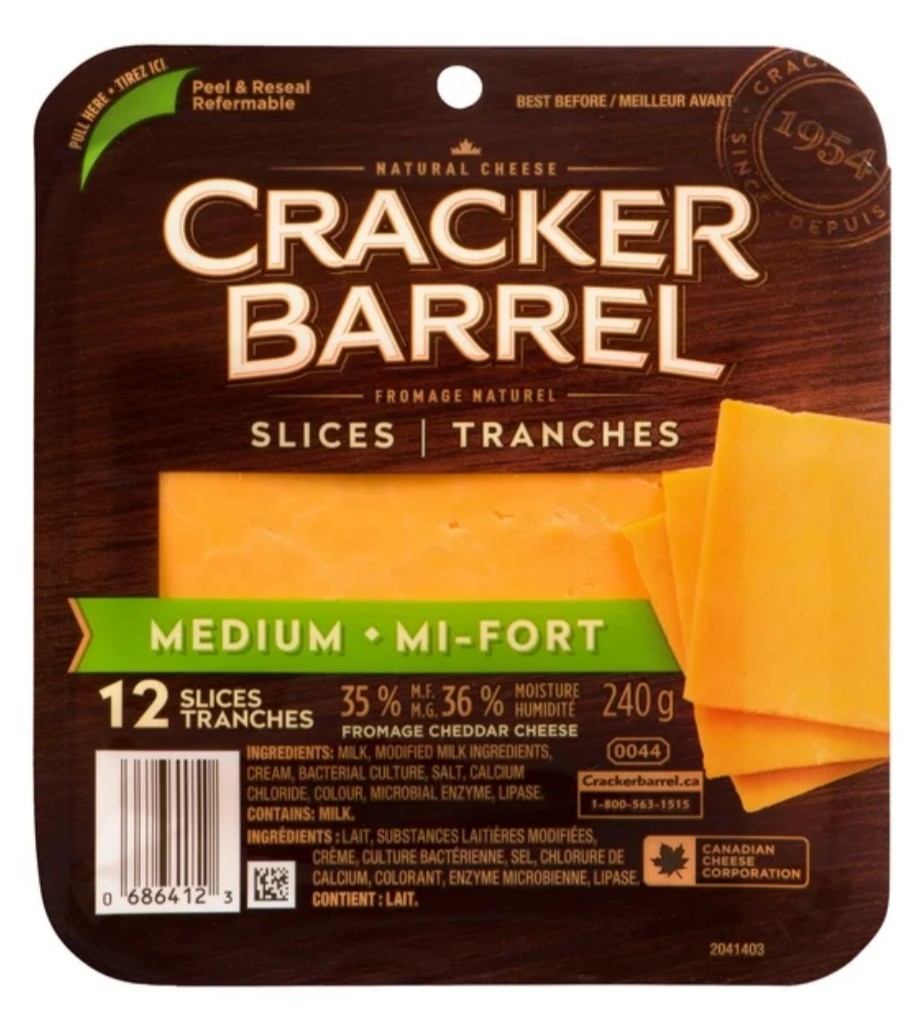 PULL HERE • TIREZ ICI
Peel & Reseal
Refermable
BEST BEFORE / MEILLEUR AVANT
1954
SINCE • DEPUIS
NATURAL CHEESE
CRACKER
BARREL
FROMAGE NATUREL
SLICES | TRANCHES
MEDIUM • MI-FORT
12 SLICES TRANCHES
35 % M.F. M.G. 36 % MOISTURE HUMIDITÉ 240 g
FROMAGE CHEDDAR CHEESE
INGREDIENTS: MILK, MODIFIED MILK INGREDIENTS,
CREAM, BACTERIAL CULTURE, SALT, CALCIUM
CHLORIDE, COLOUR, MICROBIAL ENZYME, LIPASE.
CONTAINS: MILK.
0044
Crackerbarrel.ca
1-800-563-1515
INGRÉDIENTS : LAIT, SUBSTANCES LAITIÈRES MODIFIÉES,
CRÈME, CULTURE BACTÉRIENNE, SEL, CHLORURE DE
CALCIUM, COLORANT, ENZYME MICROBIENNE, LIPASE.
CONTIENT : LAIT.
CANADIAN
CHEESE
CORPORATION
0 686412 3
2041403